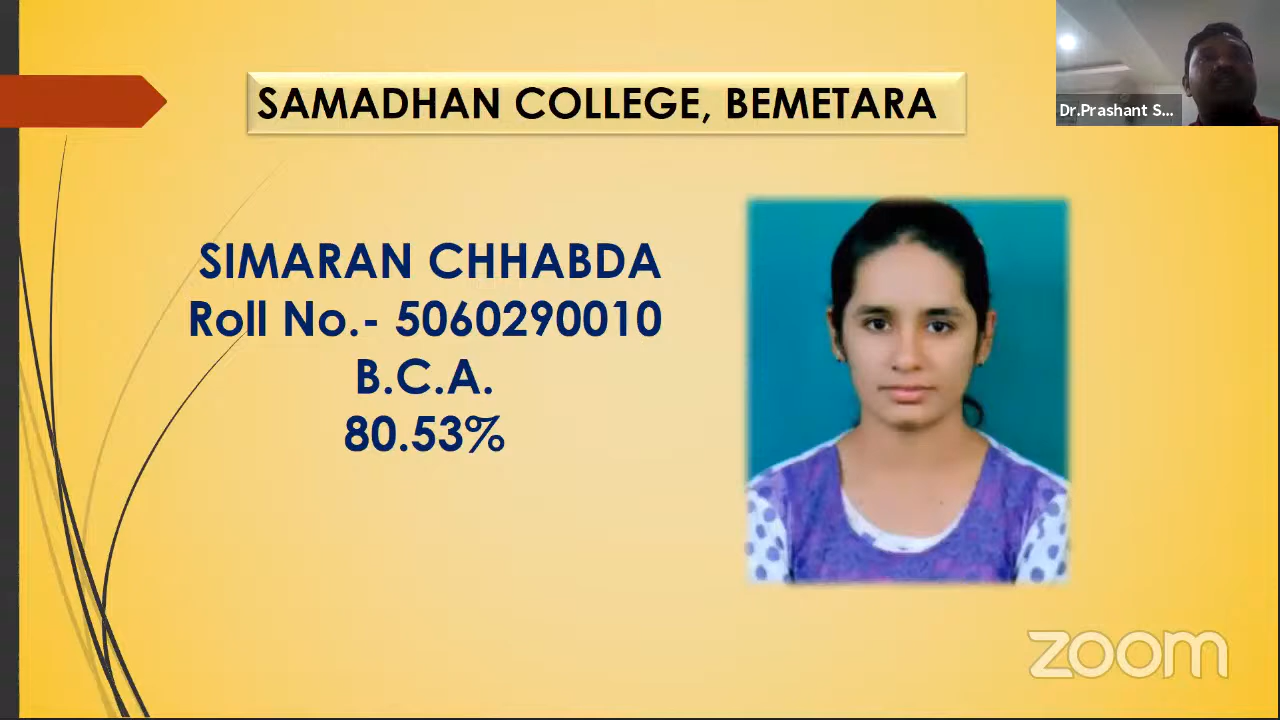 SAMADHAN COLLEGE, BEMETARA
Dr.Prashant S...
SIMARAN CHHABDA
Roll No.- 5060290010
B.C.A.
80.53%
zoom